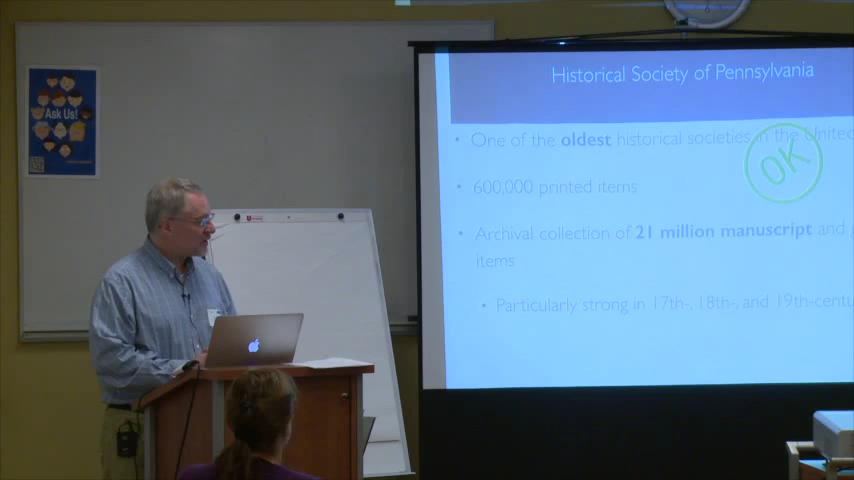 Ask Us!
Historical Society of Pennsylvania
• One of the oldest historical societies in the United
OK
• 600,000 printed items
• Archival collection of 21 million manuscript and
items
• Particularly strong in 17th-, 18th-, and 19th-centu